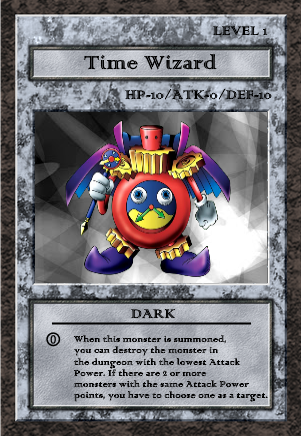 LEVEL 1
Time Wizard
HP-10/ATK-0/DEF-10
DARK
When this monster is summoned,
you can destroy the monster in
the dungeon with the lowest Attack
Power. If there are 2 or more
monsters with the same Attack Power
points, you have to choose one as a target.